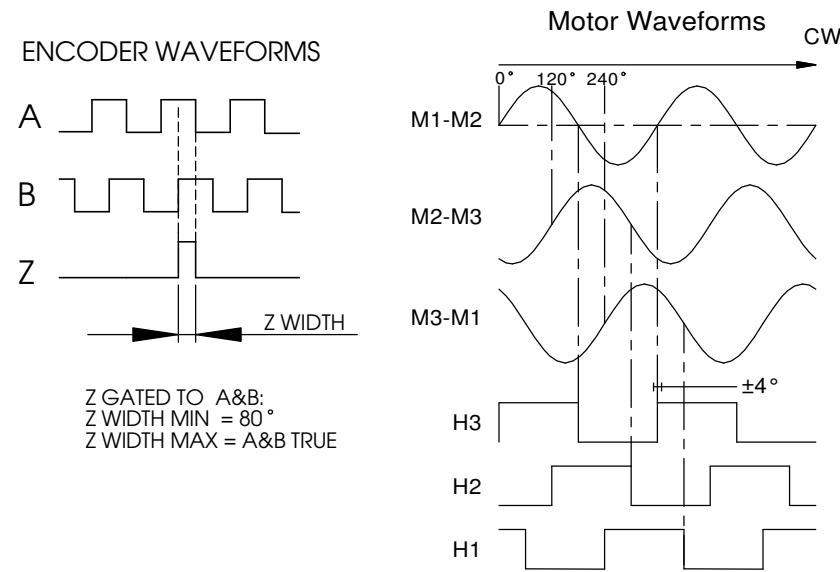 ENCODER WAVEFORMS
A
B
Z
Z WIDTH
Z GATED TO A&B:
Z WIDTH MIN = 80°
Z WIDTH MAX = A&B TRUE
Motor Waveforms
CW
0° 120° 240°
M1-M2
M2-M3
M3-M1
±4°
H3
H2
H1